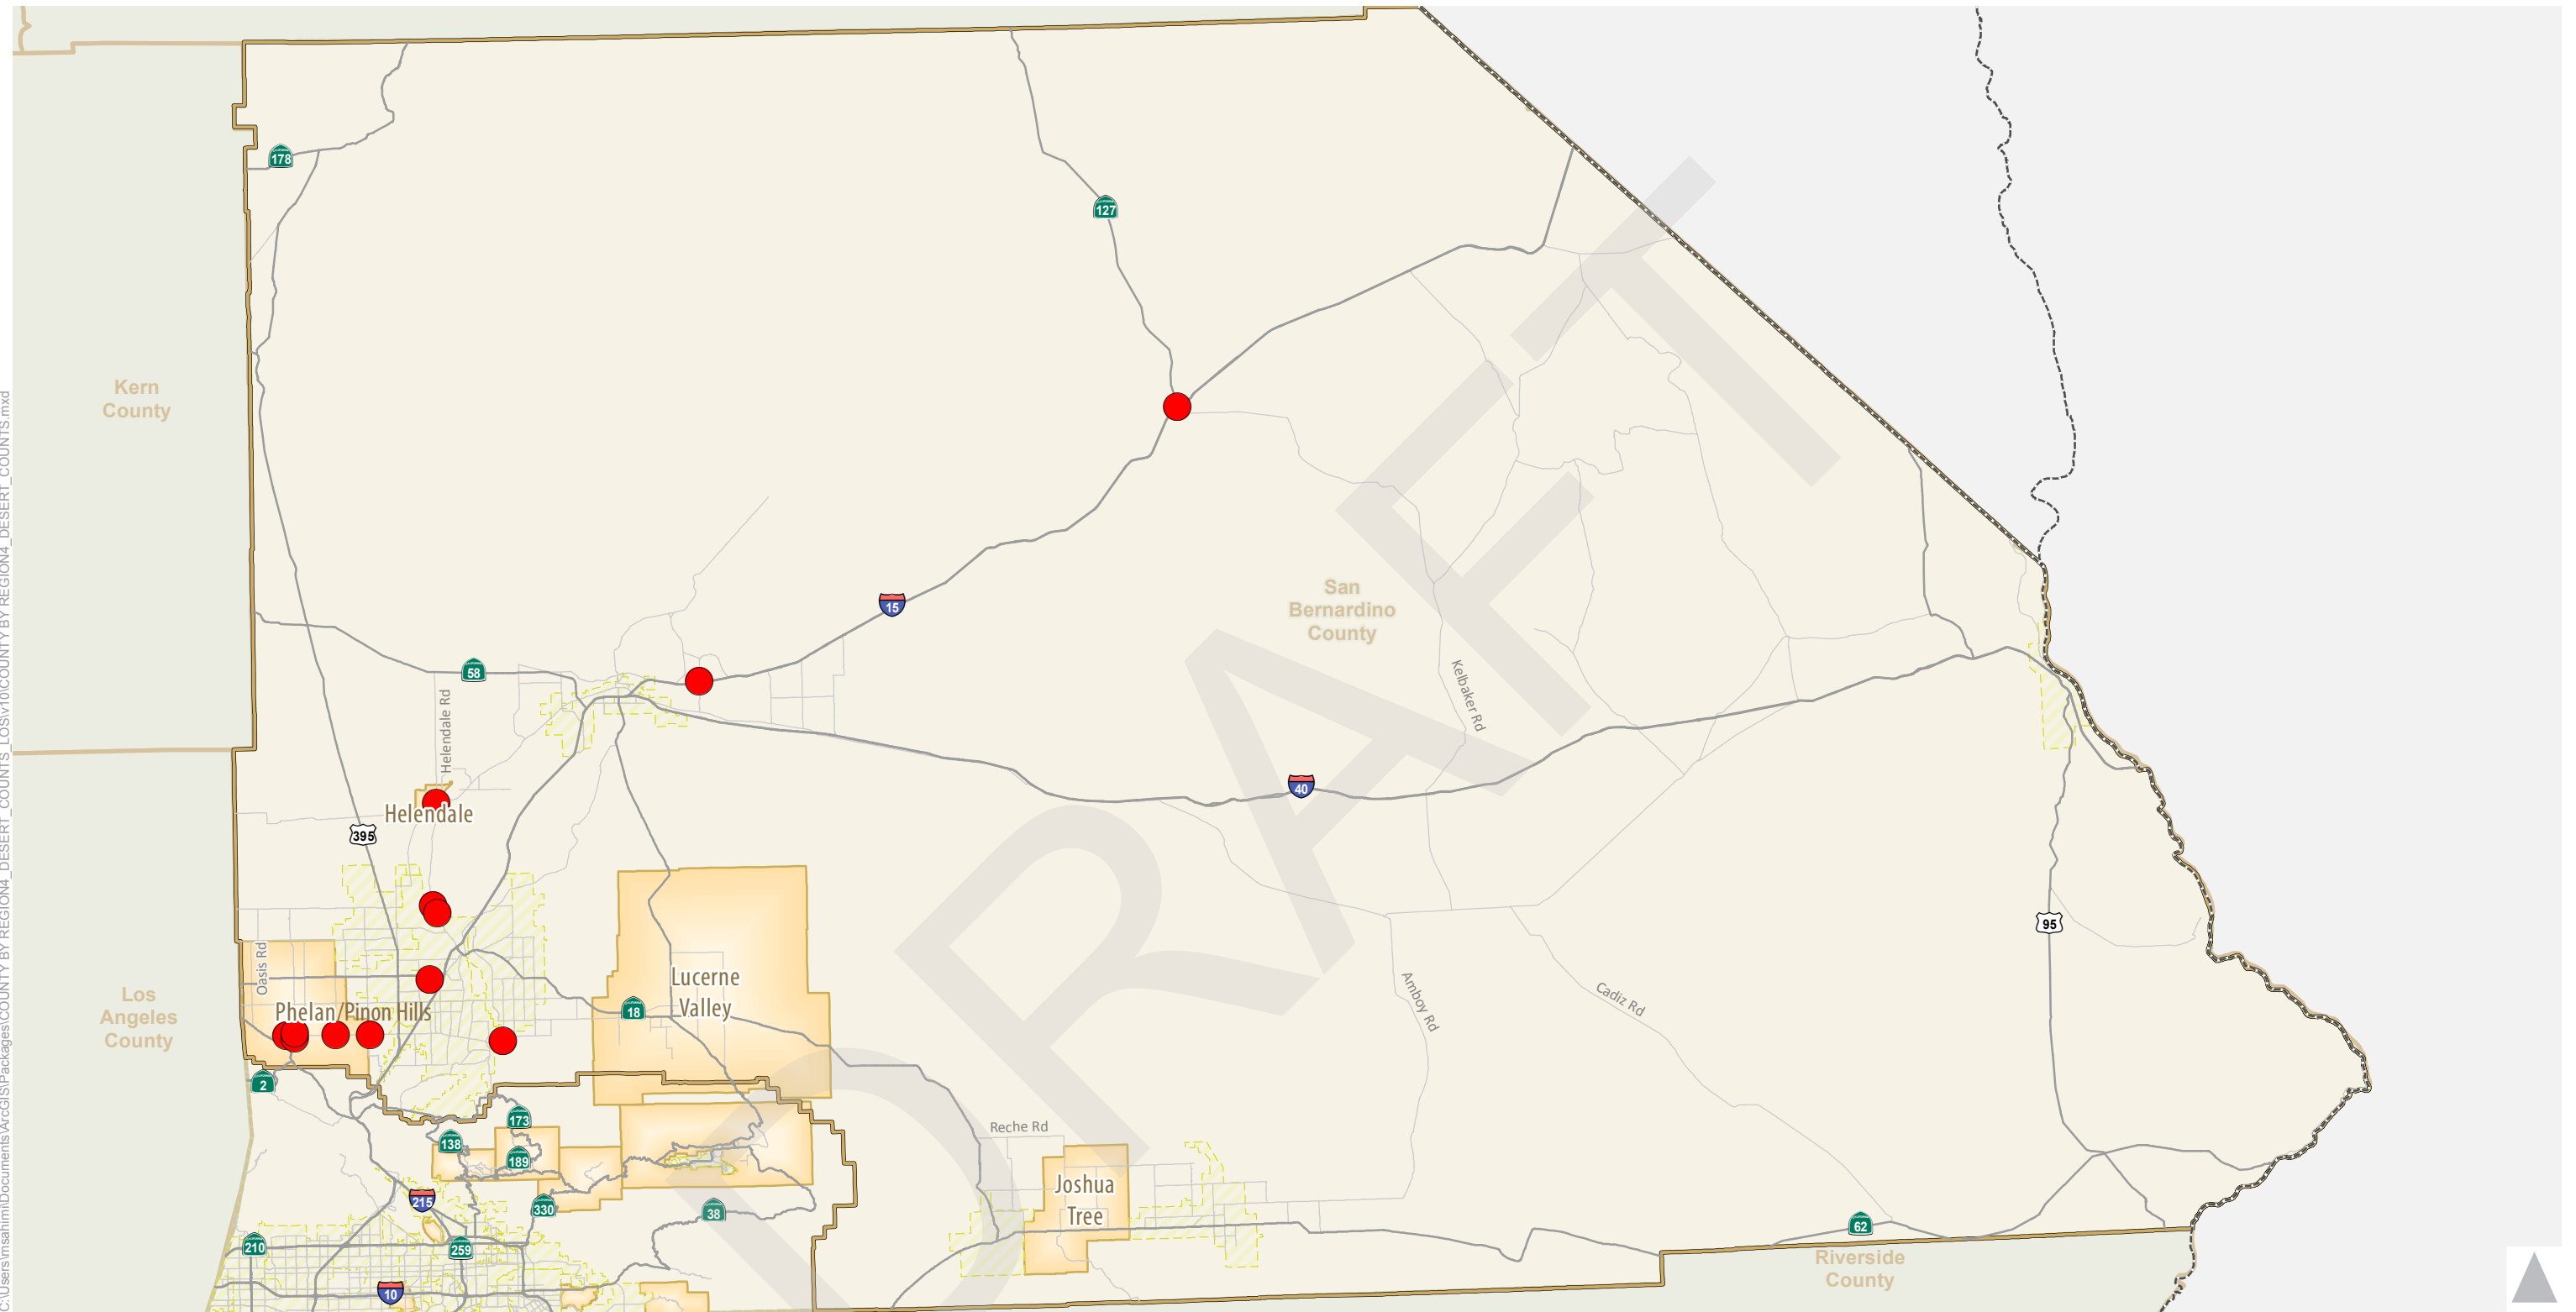 178
127
Kern
County
San
Bernardino
County
15
58
Helendale Rd
Kelbaker Rd
40
Helendale
395
95
Oasis Rd
Lucerne
Valley
Los
Angeles
County
Phelan/Pinon Hills
18
Amboy Rd
Cadiz Rd
2
173
138
189
Reche Rd
Joshua
Tree
215
330
38
62
210
259
Riverside
County
10
DRAFT
C:\Users\msahimi\Documents\ArcGIS\Packages\COUNTY BY REGION4_DESERT_COUNTS_LOS\v10\COUNTY BY REGION4_DESERT_COUNTS.mxd